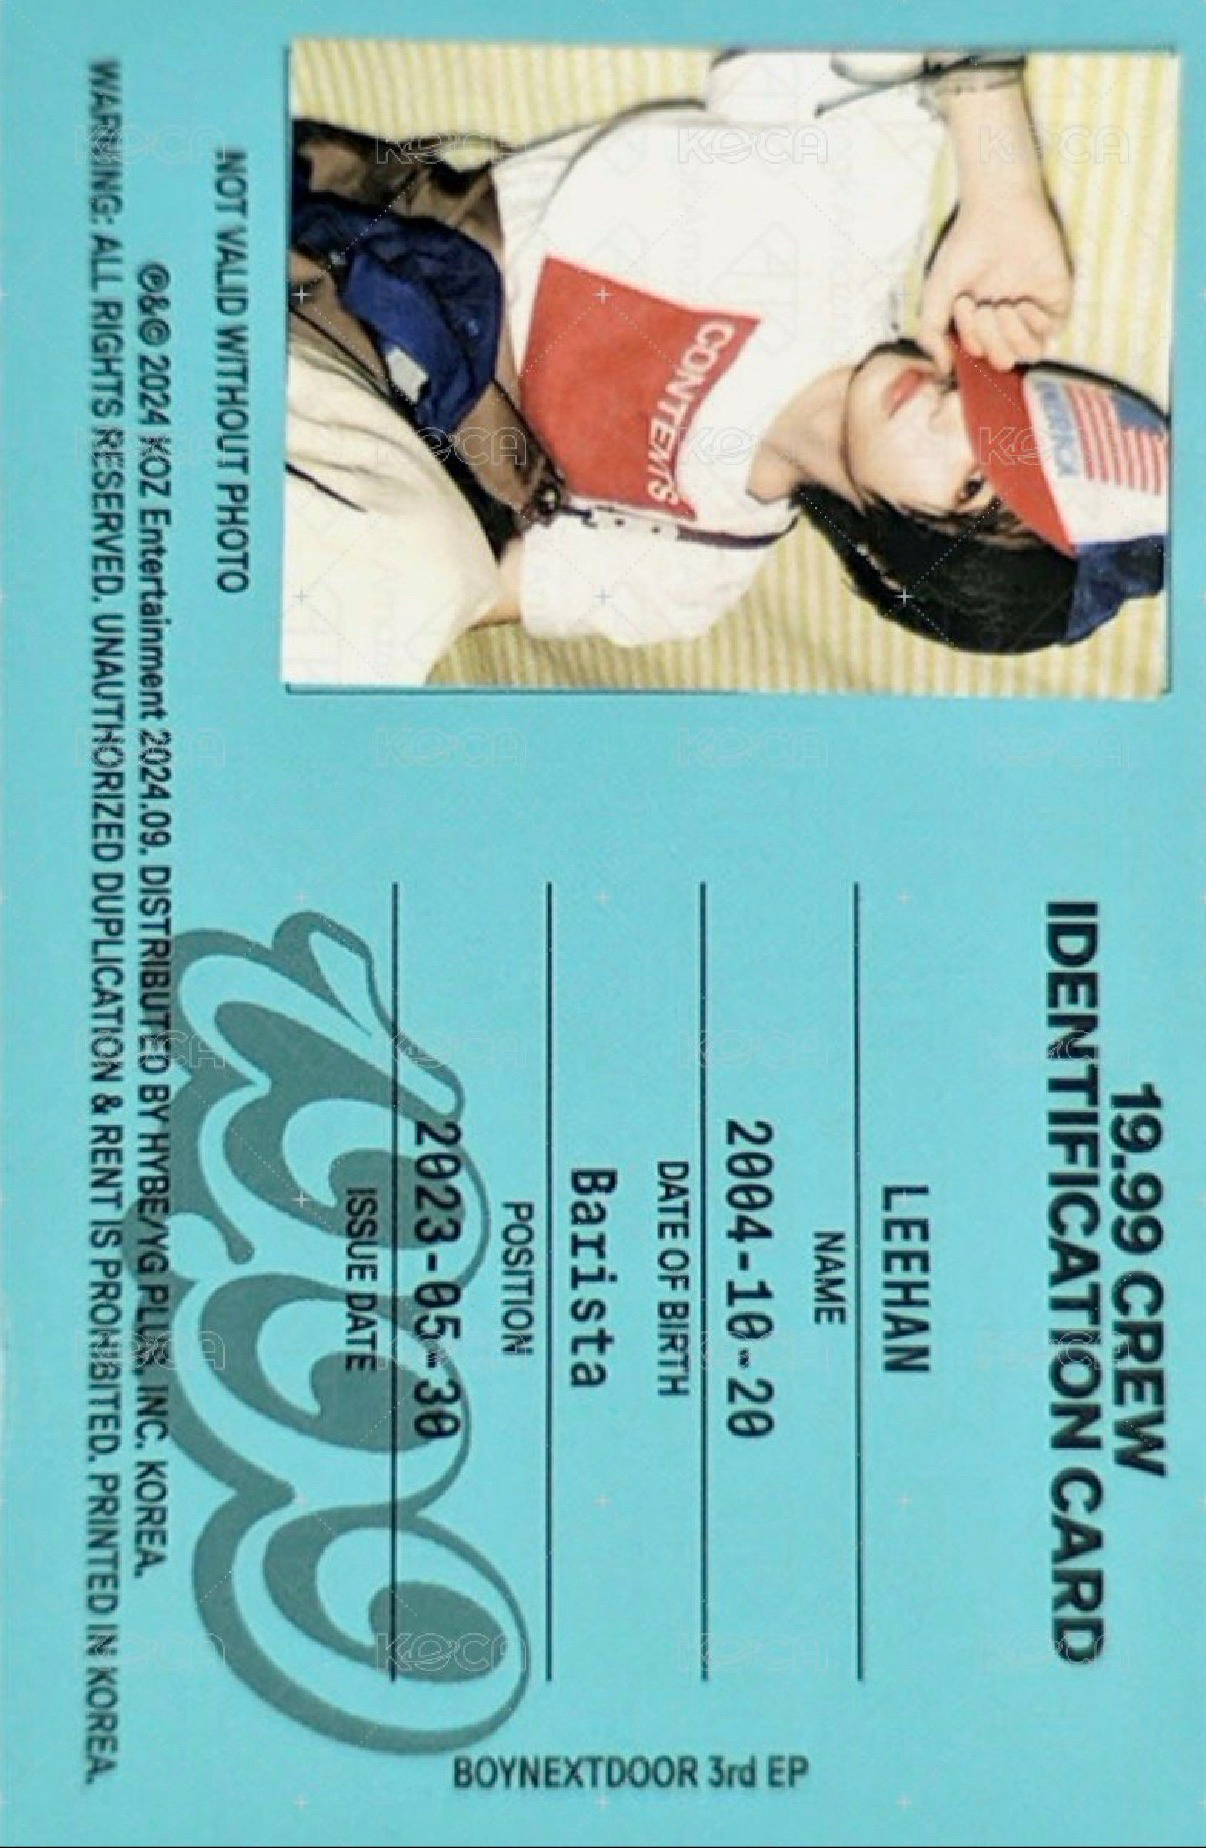 19.99 CREW
IDENTIFICATION CARD
LEEHAN
NAME
2004-10-20
DATE OF BIRTH
Barista
POSITION
2023-05-30
ISSUE DATE
CONTENTS
AMERICA
NOT VALID WITHOUT PHOTO
℗&© 2024 KOZ Entertainment 2024.09. DISTRIBUTED BY HYBE/YG PLUS, INC. KOREA.
WARNING: ALL RIGHTS RESERVED. UNAUTHORIZED DUPLICATION & RENT IS PROHIBITED. PRINTED IN KOREA.
BOYNEXTDOOR 3rd EP
KOCA